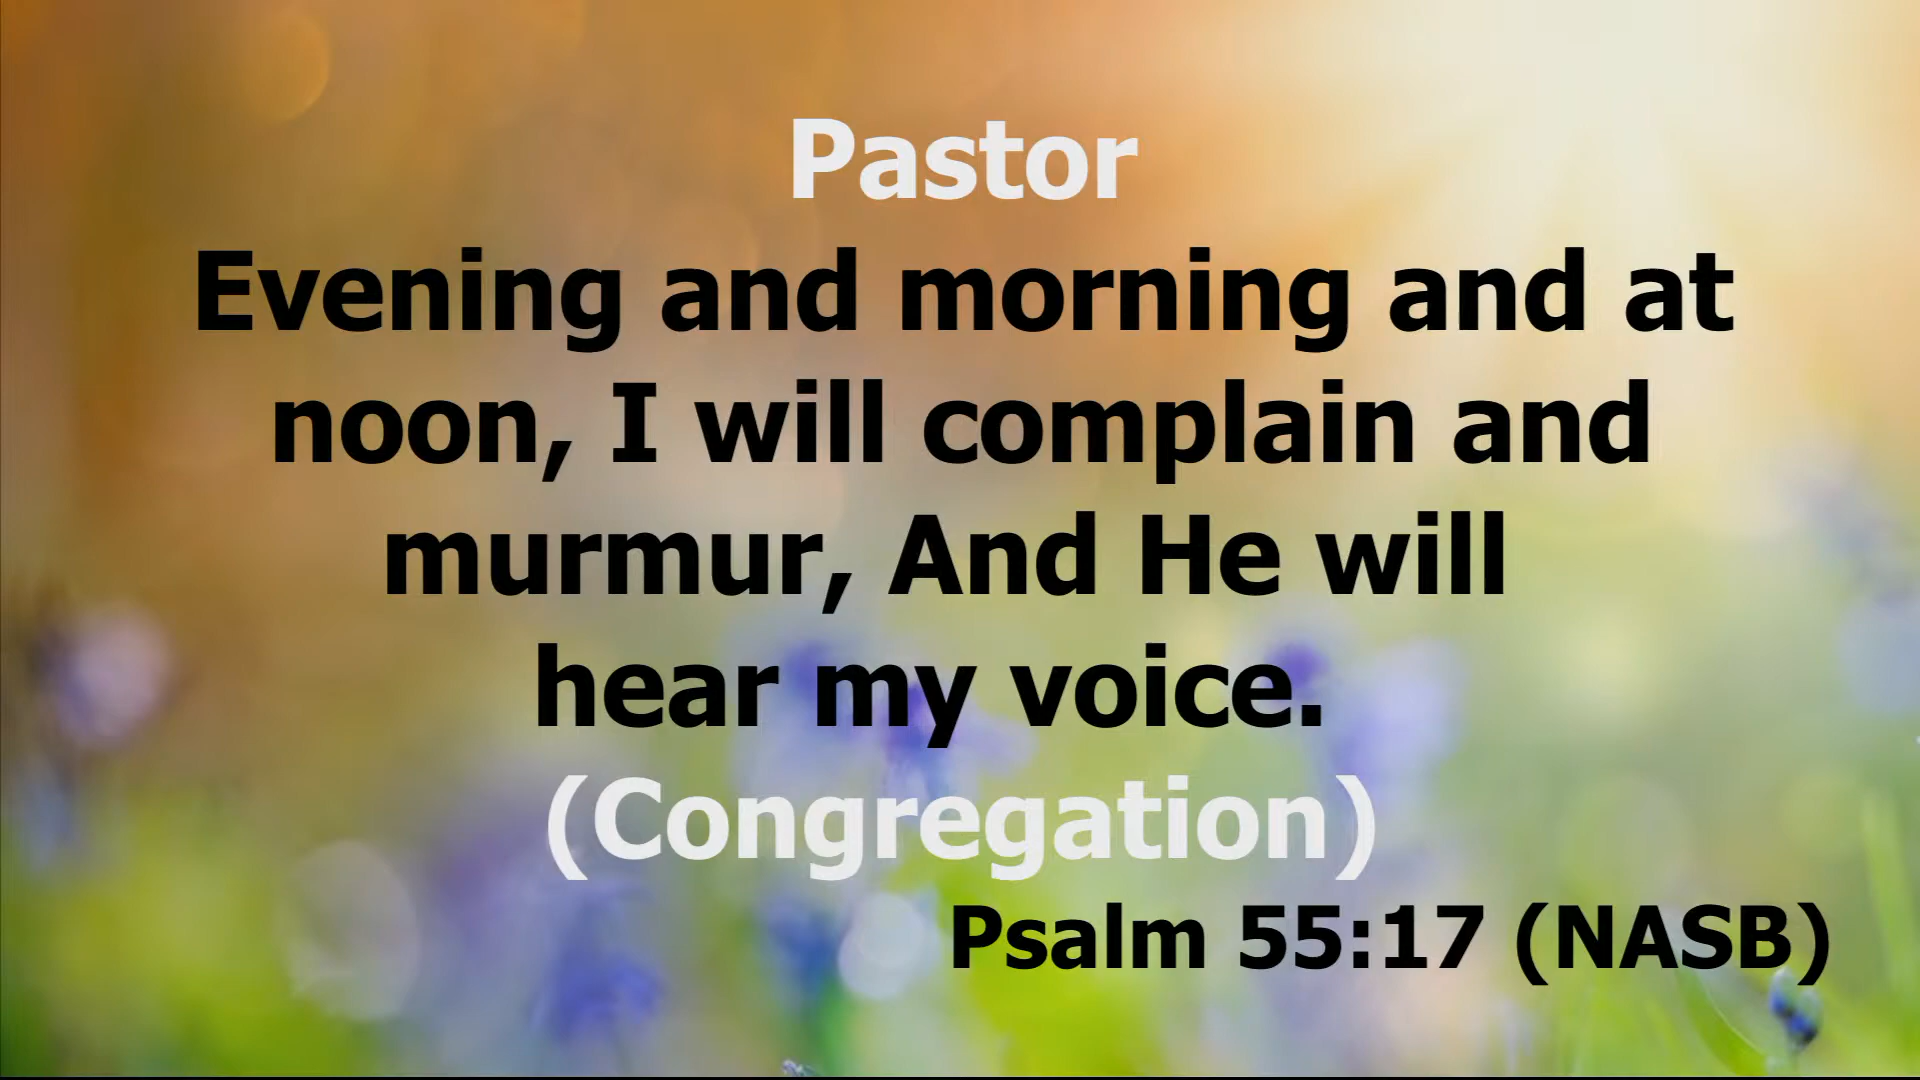 Pastor
Evening and morning and at
noon, I will complain and
murmur, And He will
hear my voice.
(Congregation)
Psalm 55:17 (NASB)